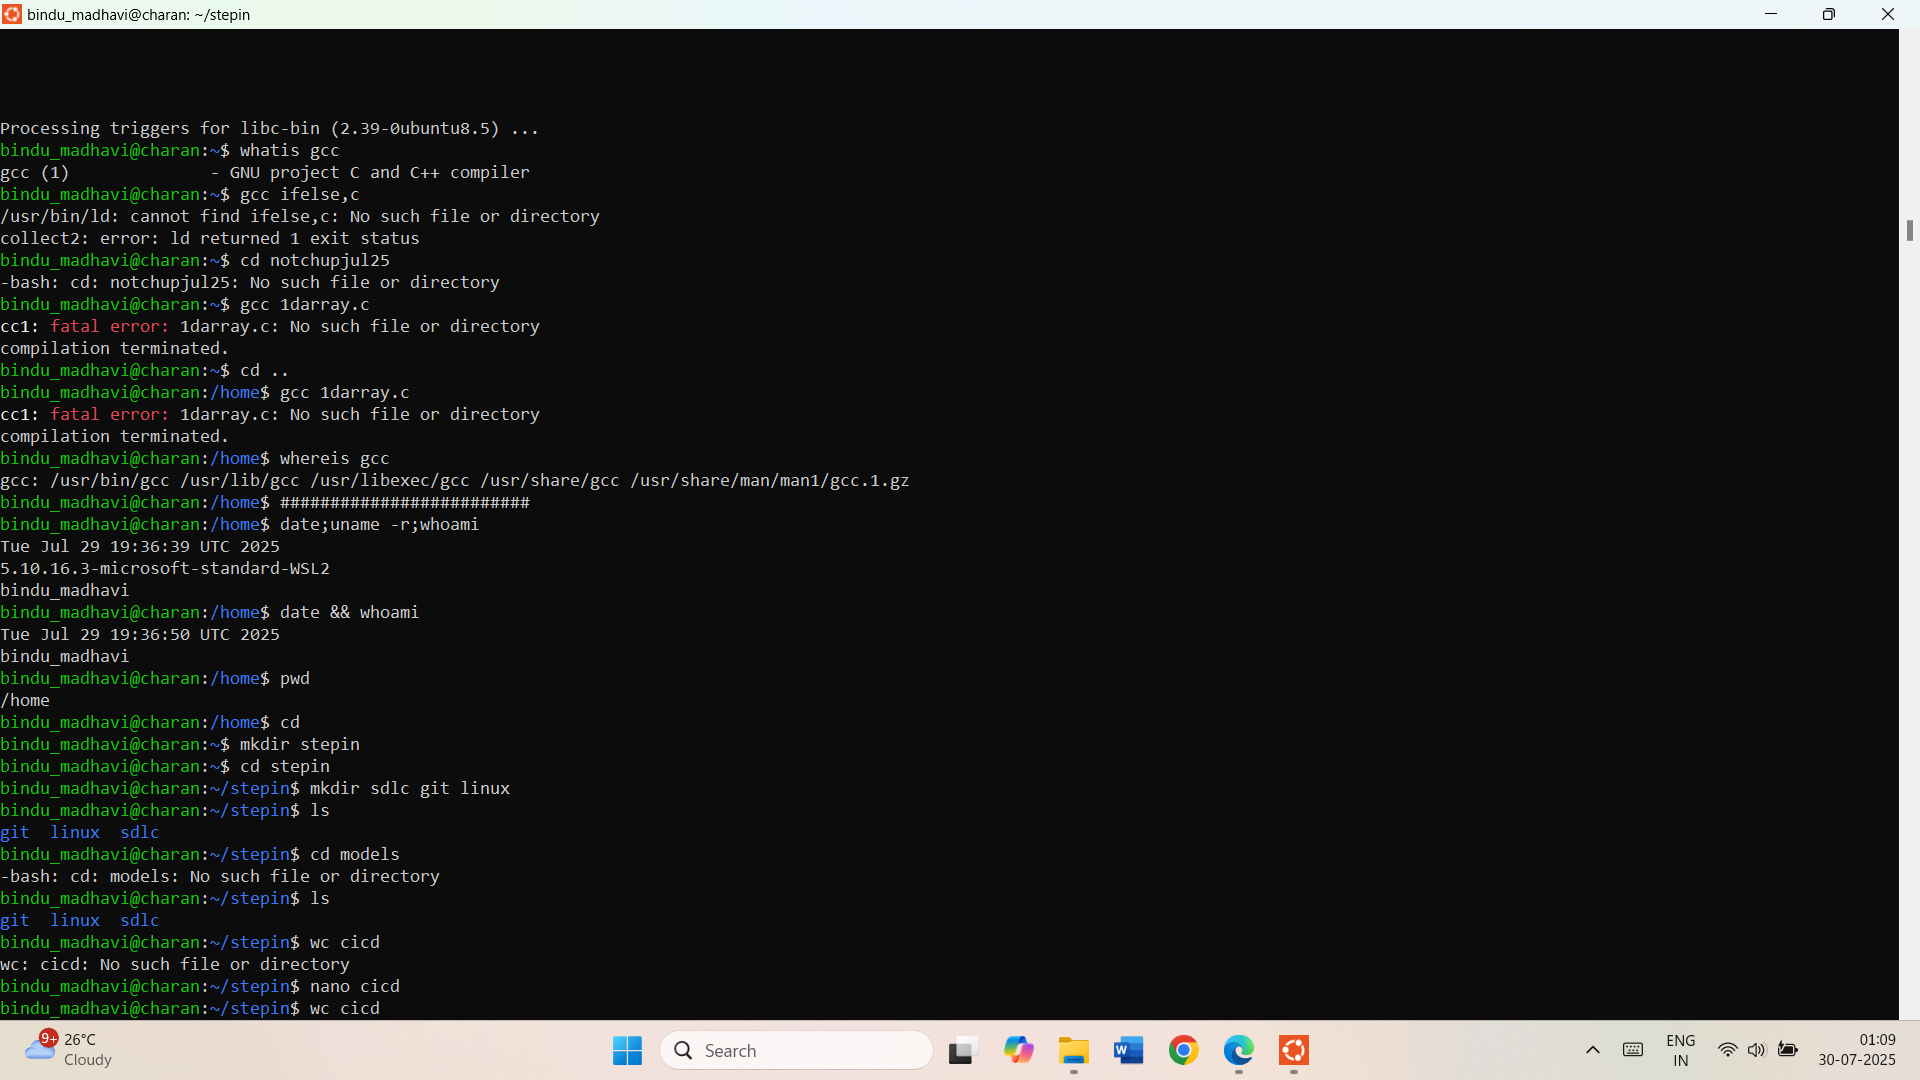 bindu_madhavi@charan: ~/stepin
Processing triggers for libc-bin (2.39-0ubuntu8.5) ...
bindu_madhavi@charan:~$ whatis gcc
gcc (1)              - GNU project C and C++ compiler
bindu_madhavi@charan:~$ gcc ifelse,c
/usr/bin/ld: cannot find ifelse,c: No such file or directory
collect2: error: ld returned 1 exit status
bindu_madhavi@charan:~$ cd notchupjul25
-bash: cd: notchupjul25: No such file or directory
bindu_madhavi@charan:~$ gcc 1darray.c
cc1: fatal error: 1darray.c: No such file or directory
compilation terminated.
bindu_madhavi@charan:~$ cd ..
bindu_madhavi@charan:/home$ gcc 1darray.c
cc1: fatal error: 1darray.c: No such file or directory
compilation terminated.
bindu_madhavi@charan:/home$ whereis gcc
gcc: /usr/bin/gcc /usr/lib/gcc /usr/libexec/gcc /usr/share/gcc /usr/share/man/man1/gcc.1.gz
bindu_madhavi@charan:/home$ #########################
bindu_madhavi@charan:/home$ date;uname -r;whoami
Tue Jul 29 19:36:39 UTC 2025
5.10.16.3-microsoft-standard-WSL2
bindu_madhavi
bindu_madhavi@charan:/home$ date && whoami
Tue Jul 29 19:36:50 UTC 2025
bindu_madhavi
bindu_madhavi@charan:/home$ pwd
/home
bindu_madhavi@charan:/home$ cd
bindu_madhavi@charan:~$ mkdir stepin
bindu_madhavi@charan:~$ cd stepin
bindu_madhavi@charan:~/stepin$ mkdir sdlc git linux
bindu_madhavi@charan:~/stepin$ ls
git  linux  sdlc
bindu_madhavi@charan:~/stepin$ cd models
-bash: cd: models: No such file or directory
bindu_madhavi@charan:~/stepin$ ls
git  linux  sdlc
bindu_madhavi@charan:~/stepin$ wc cicd
wc: cicd: No such file or directory
bindu_madhavi@charan:~/stepin$ nano cicd
bindu_madhavi@charan:~/stepin$ wc cicd
9+
26°C
Cloudy
Search
W
ENG
IN
01:09
30-07-2025